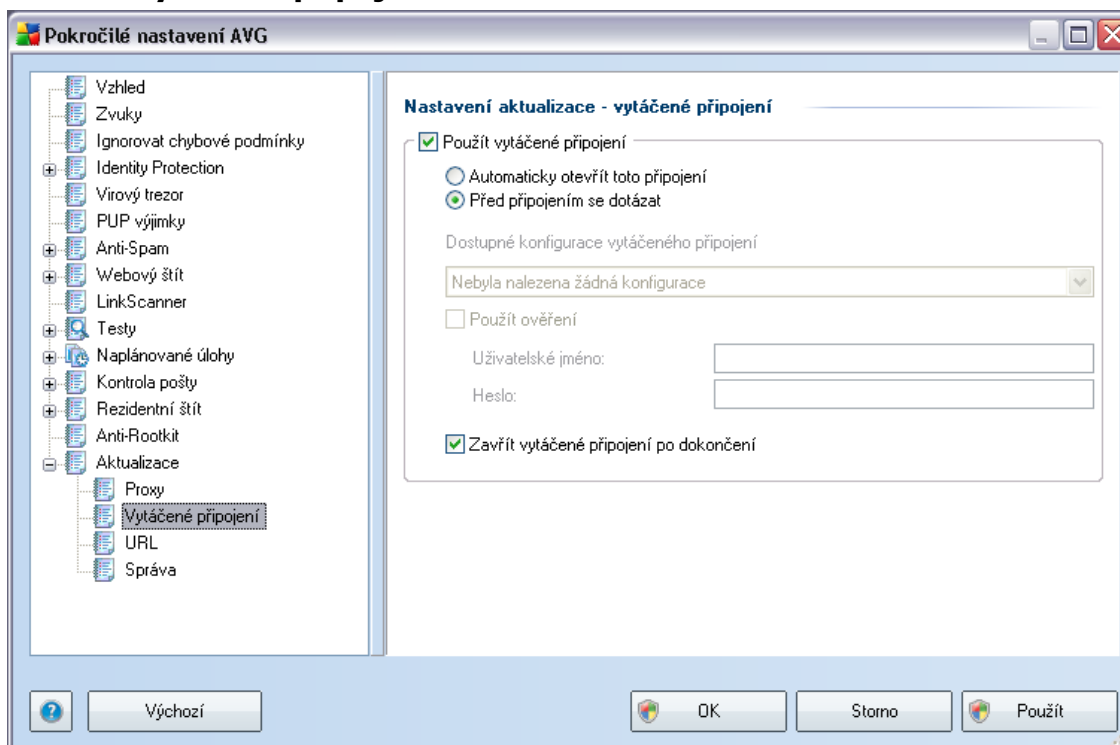 Pokročilé nastavení AVG
Vzhled
Zvuky
Ignorovat chybové podmínky
Identity Protection
Virový trezor
PUP výjimky
Anti-Spam
Webový štít
LinkScanner
Testy
Naplánované úlohy
Kontrola pošty
Rezidentní štít
Anti-Rootkit
Aktualizace
Proxy
Vytáčené připojení
URL
Správa
Nastavení aktualizace - vytáčené připojení
Použít vytáčené připojení
Automaticky otevřít toto připojení
Před připojením se dotázat
Dostupné konfigurace vytáčeného připojení
Nebyla nalezena žádná konfigurace
Použít ověření
Uživatelské jméno:
Heslo:
Zavřít vytáčené připojení po dokončení
Výchozí
OK
Storno
Použít